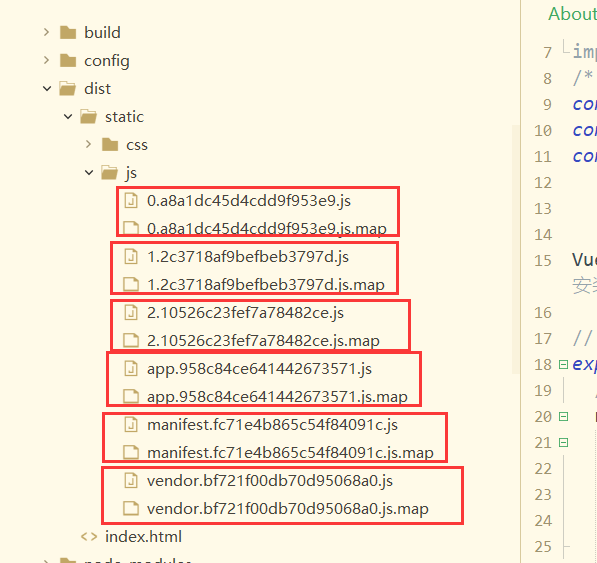 About
build
config
dist
static
css
js
0.a8a1dc45d4cdd9f953e9.js
0.a8a1dc45d4cdd9f953e9.js.map
1.2c3718af9befbeb3797d.js
1.2c3718af9befbeb3797d.js.map
2.10526c23fef7a78482ce.js
2.10526c23fef7a78482ce.js.map
app.958c84ce641442673571.js
app.958c84ce641442673571.js.map
manifest.fc71e4b865c54f84091c.js
manifest.fc71e4b865c54f84091c.js.map
vendor.bf721f00db70d95068a0.js
vendor.bf721f00db70d95068a0.js.map
<> index.html
node_modules
7 imp
8 /*
9 con
10 con
11 con
12
13
14
15 Vue
安装
16
17 //
18 exp
19 /
20
21
22
23
24
25